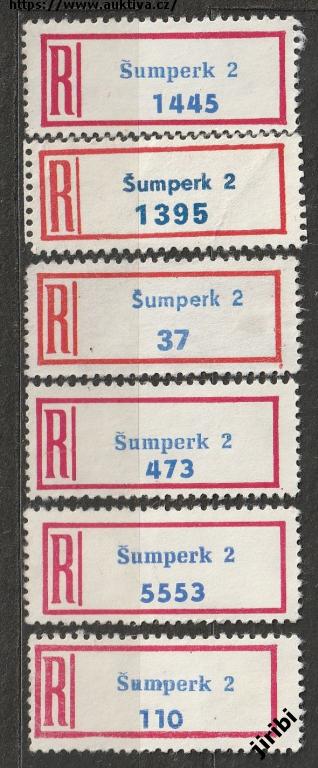 https://www.auktiva.cz/
R
Šumperk 2
1445
R
Šumperk 2
1395
R
Šumperk 2
37
R
Šumperk 2
473
R
Šumperk 2
5553
R
Šumperk 2
110
jiribi